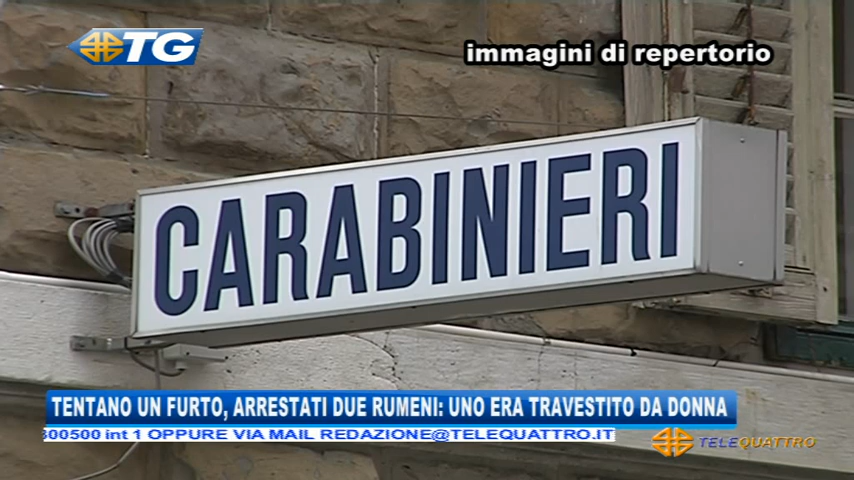 TG
immagini di repertorio
CARABINIERI
TENTANO UN FURTO, ARRESTATI DUE RUMENI: UNO ERA TRAVESTITO DA DONNA
300500 int 1 OPPURE VIA MAIL REDAZIONE@TELEQUATTRO.IT
TELEQUATTRO